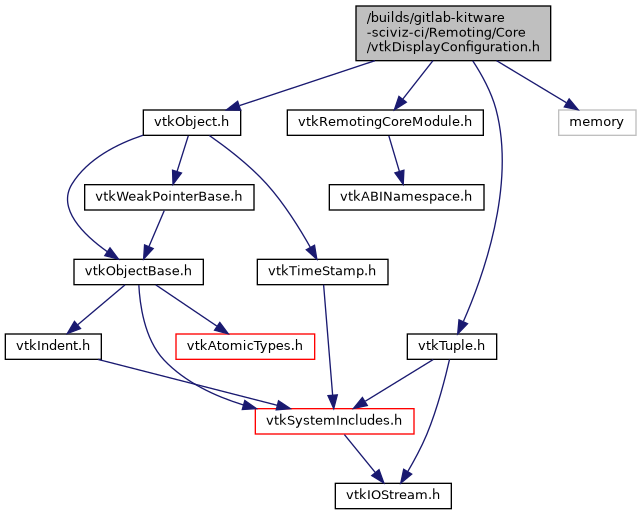 /builds/gitlab-kitware
-sciviz-ci/Remoting/Core
/vtkDisplayConfiguration.h
vtkObject.h
vtkRemotingCoreModule.h
memory
vtkWeakPointerBase.h
vtkABINamespace.h
vtkObjectBase.h
vtkTimeStamp.h
vtkIndent.h
vtkAtomicTypes.h
vtkTuple.h
vtkSystemIncludes.h
vtkIOStream.h